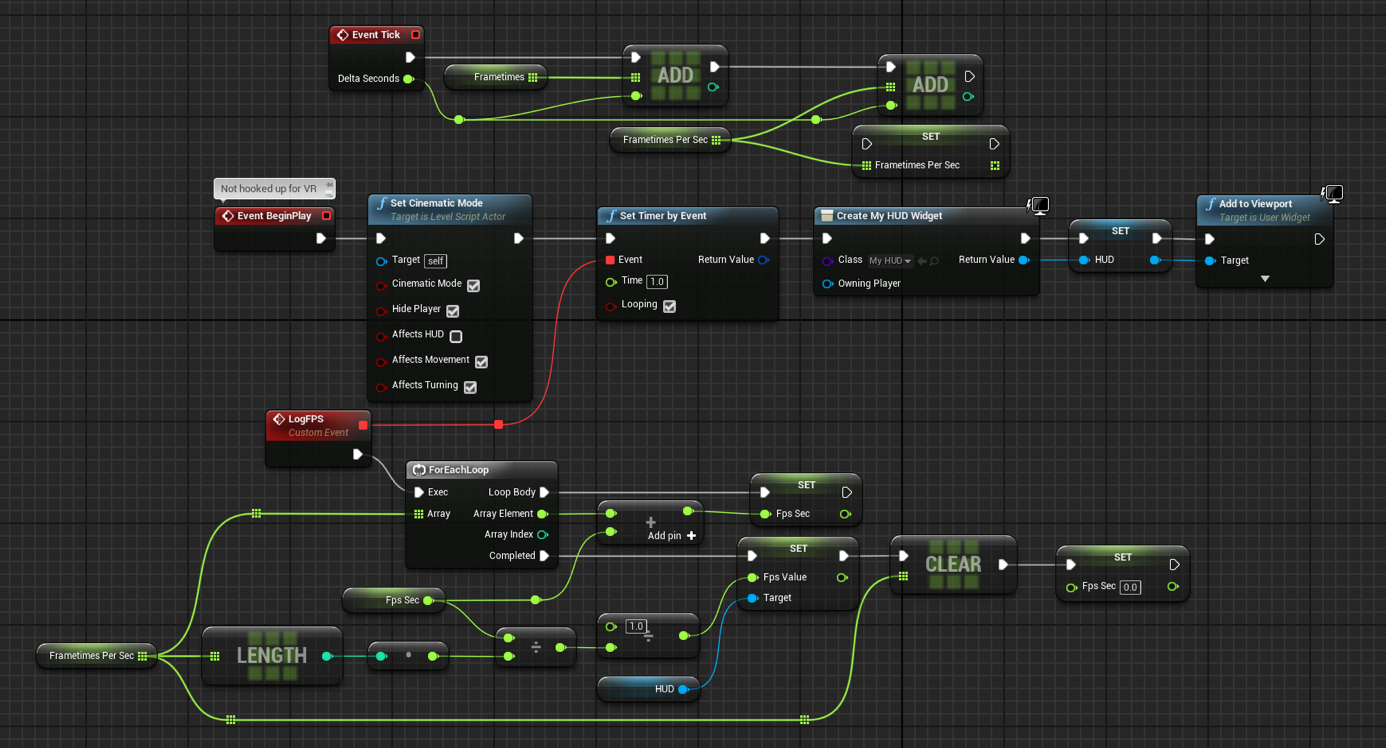 Event Tick
Delta Seconds
Frametimes
ADD
ADD
Frametimes Per Sec
SET
Frametimes Per Sec
Not hooked up for VR
Event BeginPlay
Set Cinematic Mode
Target is Level Script Actor
Target self
Cinematic Mode
Hide Player
Affects HUD
Affects Movement
Affects Turning
Set Timer by Event
Event Return Value
Time 1.0
Looping
Create My HUD Widget
Class My HUD Return Value
Owning Player
SET
HUD
Add to Viewport
Target is User Widget
Target
LogFPS
Custom Event
ForEachLoop
Exec Loop Body
Array Array Element
Array Index
Completed
+
Add pin +
SET
Fps Sec
SET
Fps Value
Target
CLEAR
SET
Fps Sec 0.0
Fps Sec
Frametimes Per Sec
LENGTH
•
÷
1.0
÷
HUD